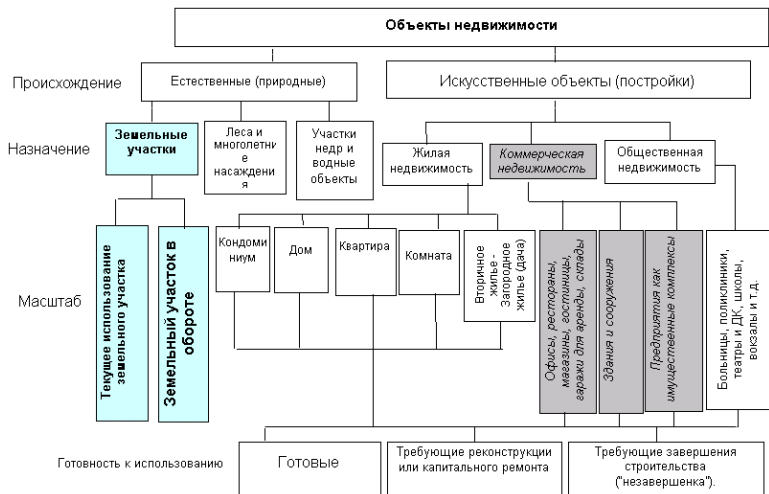 Объекты недвижимости
Происхождение
Естественные (природные)
Искусственные объекты (постройки)
Назначение
Земельные
участки
Леса и
многолетни
е
насаждени
я
Участки
недр и
водные
объекты
Жилая
недвижимость
Коммерческая
недвижимость
Общественная
недвижимость
Масштаб
Текущее использование
земельного участка
Земельный участок в
обороте
Кондоми
ниум
Дом
Квартира
Комната
Вторичное
жилье -
Загородное
жилье (дача)
Офисы, рестораны,
магазины, гостиницы,
гаражи для аренды, склады
Здания и сооружения
Предприятия как
имущественные комплексы
Больницы, поликлиники,
театры и ДК, школы,
вокзалы и т.д.
Готовность к использованию
Готовые
Требующие реконструкции
или капитального ремонта
Требующие завершения
строительства
("незавершенка").